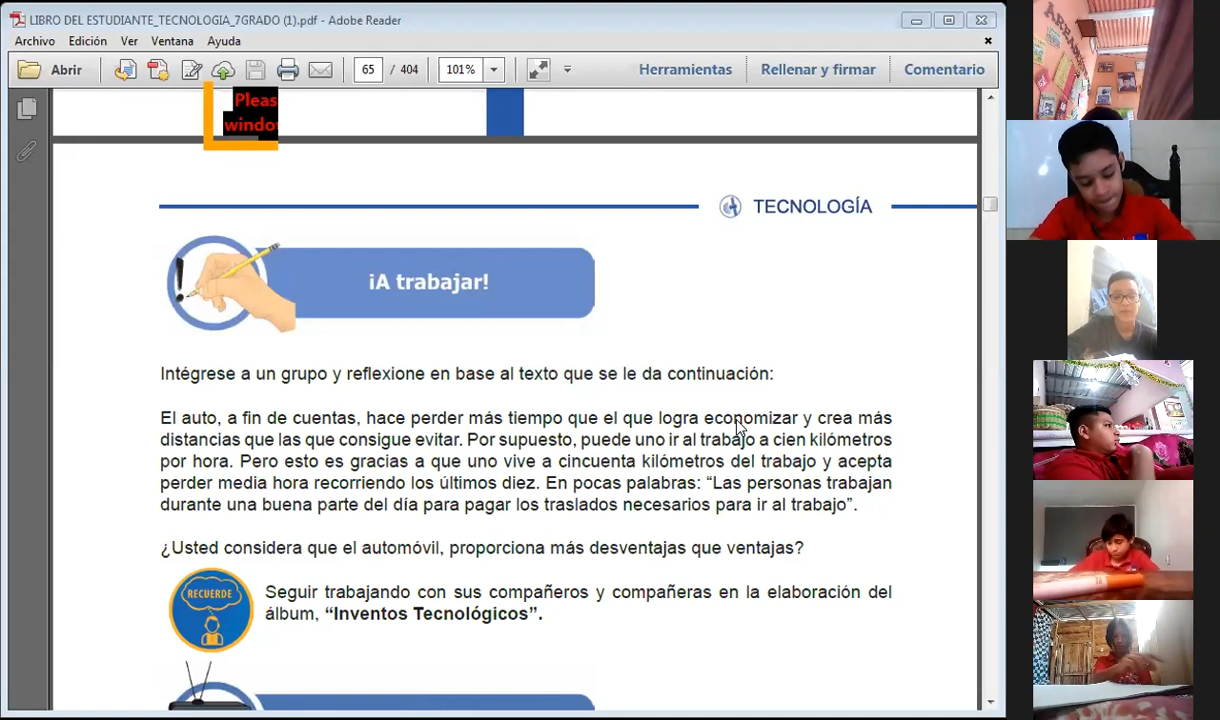 LIBRO DEL ESTUDIANTE_TECNOLOGIA_7GRADO (1).pdf - Adobe Reader
Archivo Edición Ver Ventana Ayuda
Abrir 65 / 404 101% Herramientas Rellenar y firmar Comentario
Pleas
windo
TECNOLOGÍA
¡A trabajar!
Intégrese a un grupo y reflexione en base al texto que se le da continuación:
El auto, a fin de cuentas, hace perder más tiempo que el que logra economizar y crea más
distancias que las que consigue evitar. Por supuesto, puede uno ir al trabajo a cien kilómetros
por hora. Pero esto es gracias a que uno vive a cincuenta kilómetros del trabajo y acepta
perder media hora recorriendo los últimos diez. En pocas palabras: “Las personas trabajan
durante una buena parte del día para pagar los traslados necesarios para ir al trabajo”.
¿Usted considera que el automóvil, proporciona más desventajas que ventajas?
RECUERDE
Seguir trabajando con sus compañeros y compañeras en la elaboración del
álbum, “Inventos Tecnológicos”.